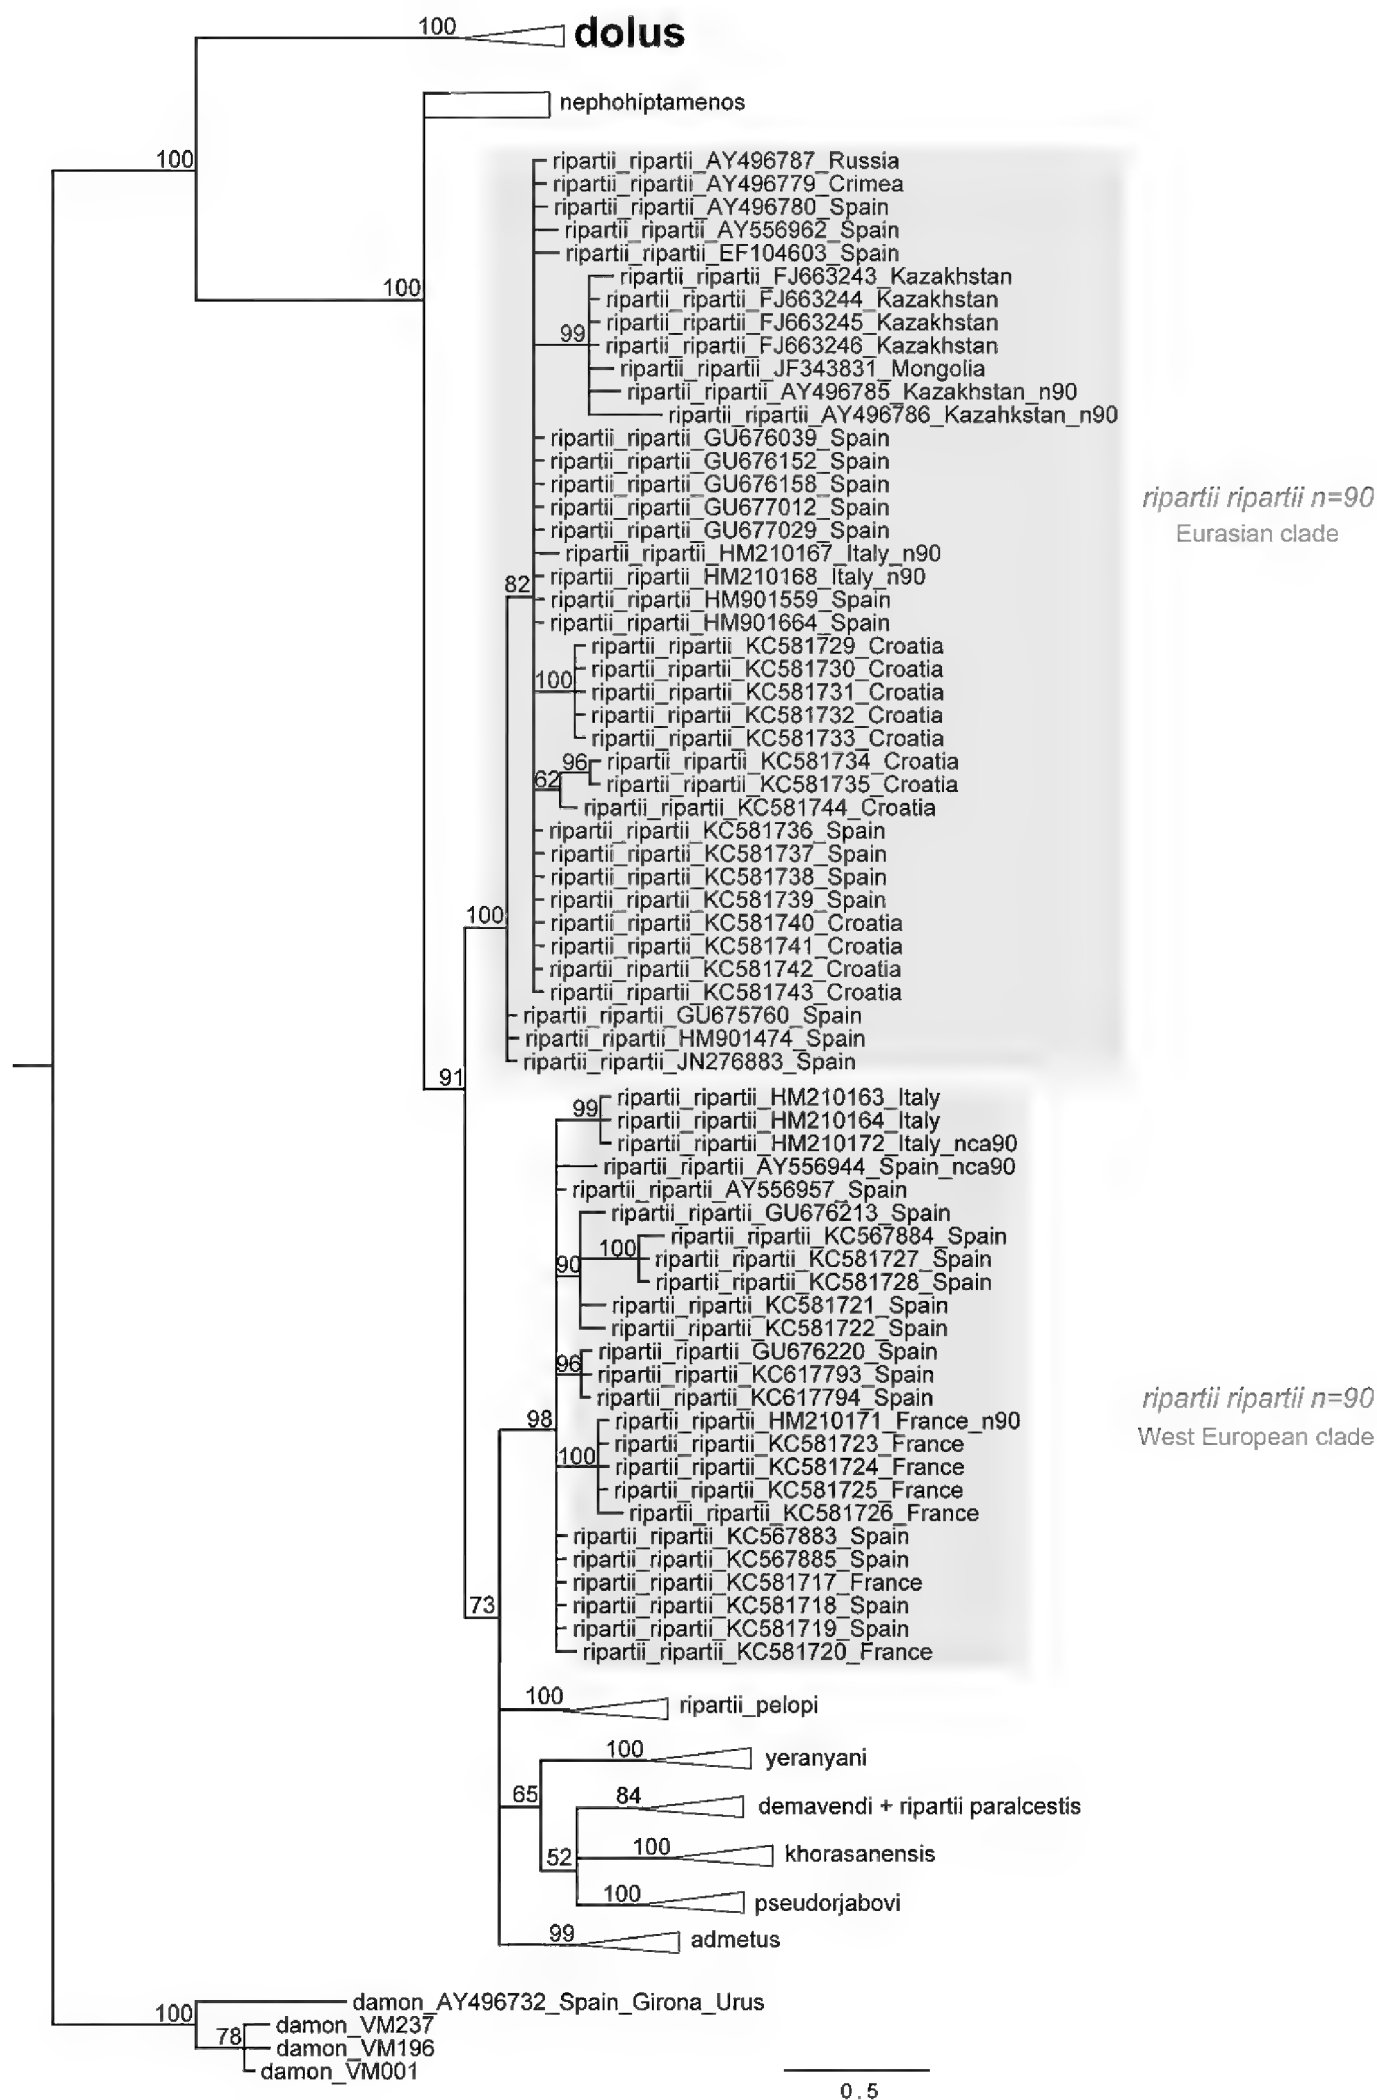 100
dolus
nephohiptamenos
100
ripartii_ripartii_AY496787_Russia
ripartii_ripartii_AY496779_Crimea
ripartii_ripartii_AY496780_Spain
ripartii_ripartii_AY556962_Spain
ripartii_ripartii_EF104603_Spain
ripartii_ripartii_FJ663243_Kazakhstan
100
ripartii_ripartii_FJ663244_Kazakhstan
ripartii_ripartii_FJ663245_Kazakhstan
99
ripartii_ripartii_FJ663246_Kazakhstan
ripartii_ripartii_JF343831_Mongolia
ripartii_ripartii_AY496785_Kazakhstan_n90
ripartii_ripartii_AY496786_Kazahkstan_n90
ripartii_ripartii_GU676039_Spain
ripartii_ripartii_GU676152_Spain
ripartii_ripartii_GU676158_Spain
ripartii ripartii n=90
Eurasian clade
ripartii_ripartii_GU677012_Spain
ripartii_ripartii_GU677029_Spain
ripartii_ripartii_HM210167_Italy_n90
ripartii_ripartii_HM210168_Italy_n90
82
ripartii_ripartii_HM901559_Spain
ripartii_ripartii_HM901664_Spain
ripartii_ripartii_KC581729_Croatia
ripartii_ripartii_KC581730_Croatia
100
ripartii_ripartii_KC581731_Croatia
ripartii_ripartii_KC581732_Croatia
ripartii_ripartii_KC581733_Croatia
96
ripartii_ripartii_KC581734_Croatia
62
ripartii_ripartii_KC581735_Croatia
ripartii_ripartii_KC581744_Croatia
ripartii_ripartii_KC581736_Spain
ripartii_ripartii_KC581737_Spain
ripartii_ripartii_KC581738_Spain
ripartii_ripartii_KC581739_Spain
100
ripartii_ripartii_KC581740_Croatia
ripartii_ripartii_KC581741_Croatia
ripartii_ripartii_KC581742_Croatia
ripartii_ripartii_KC581743_Croatia
ripartii_ripartii_GU675760_Spain
ripartii_ripartii_HM901474_Spain
ripartii_ripartii_JN276883_Spain
91
ripartii_ripartii_HM210163_Italy
99
ripartii_ripartii_HM210164_Italy
ripartii_ripartii_HM210172_Italy_nca90
ripartii_ripartii_AY556944_Spain_nca90
ripartii_ripartii_AY556957_Spain
ripartii_ripartii_GU676213_Spain
ripartii_ripartii_KC567884_Spain
100
ripartii_ripartii_KC581727_Spain
90
ripartii_ripartii_KC581728_Spain
ripartii_ripartii_KC581721_Spain
ripartii_ripartii_KC581722_Spain
ripartii_ripartii_GU676220_Spain
96
ripartii_ripartii_KC617793_Spain
ripartii_ripartii_KC617794_Spain
ripartii ripartii n=90
West European clade
98
ripartii_ripartii_HM210171_France_n90
ripartii_ripartii_KC581723_France
100
ripartii_ripartii_KC581724_France
ripartii_ripartii_KC581725_France
ripartii_ripartii_KC581726_France
ripartii_ripartii_KC567883_Spain
ripartii_ripartii_KC567885_Spain
ripartii_ripartii_KC581717_France
73
ripartii_ripartii_KC581718_Spain
ripartii_ripartii_KC581719_Spain
ripartii_ripartii_KC581720_France
100
ripartii_pelopi
100
yeranyani
65
84
demavendi + ripartii paralcestis
100
khorasanensis
52
100
pseudorjabovi
99
admetus
damon_AY496732_Spain_Girona_Urus
100
damon_VM237
78
damon_VM196
damon_VM001
0.5